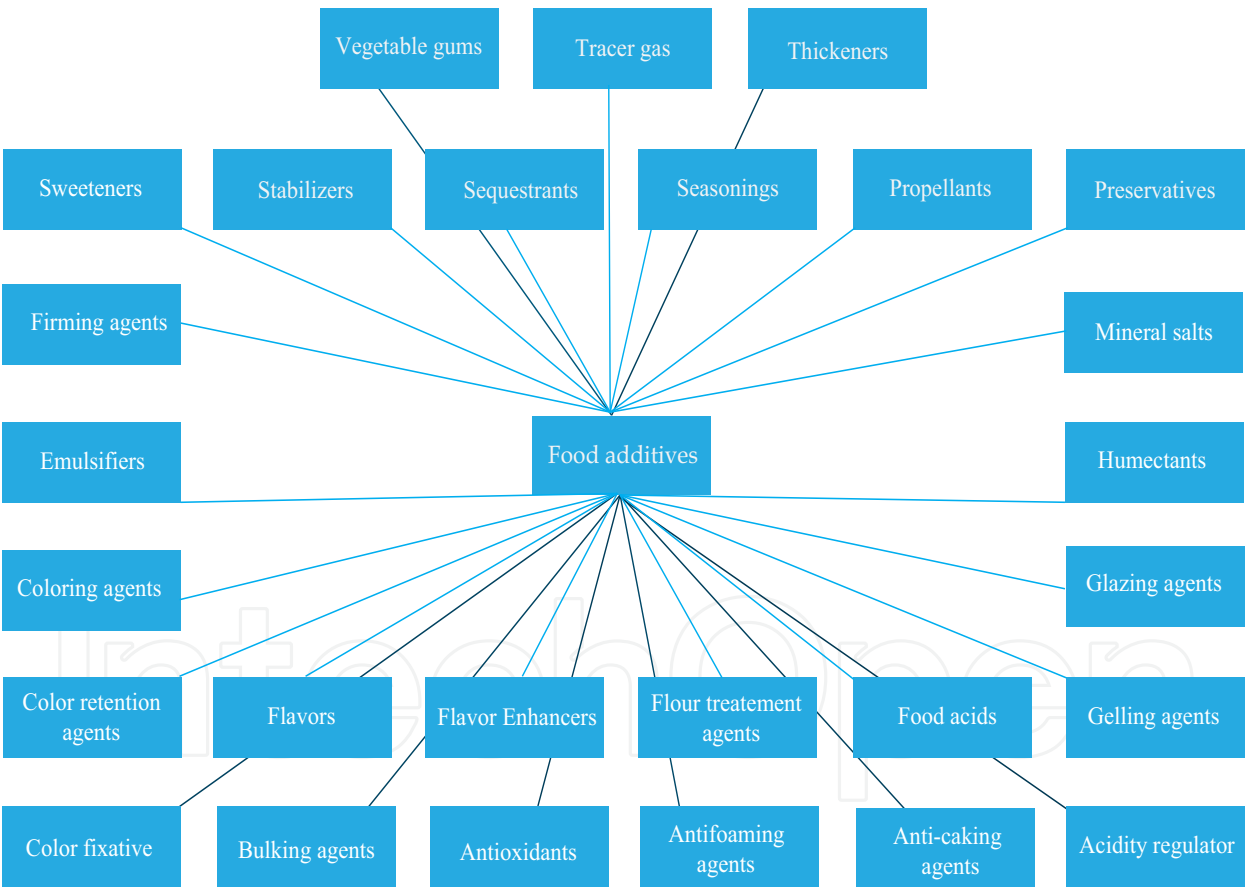 Vegetable gums
Tracer gas
Thickeners
Sweeteners
Stabilizers
Sequestrants
Seasonings
Propellants
Preservatives
Firming agents
Mineral salts
Food additives
Emulsifiers
Humectants
Coloring agents
Glazing agents
Color retention
agents
Flavors
Flavor Enhancers
Flour treatement
agents
Food acids
Gelling agents
Color fixative
Bulking agents
Antioxidants
Antifoaming
agents
Anti-caking
agents
Acidity regulator
IntechOpen